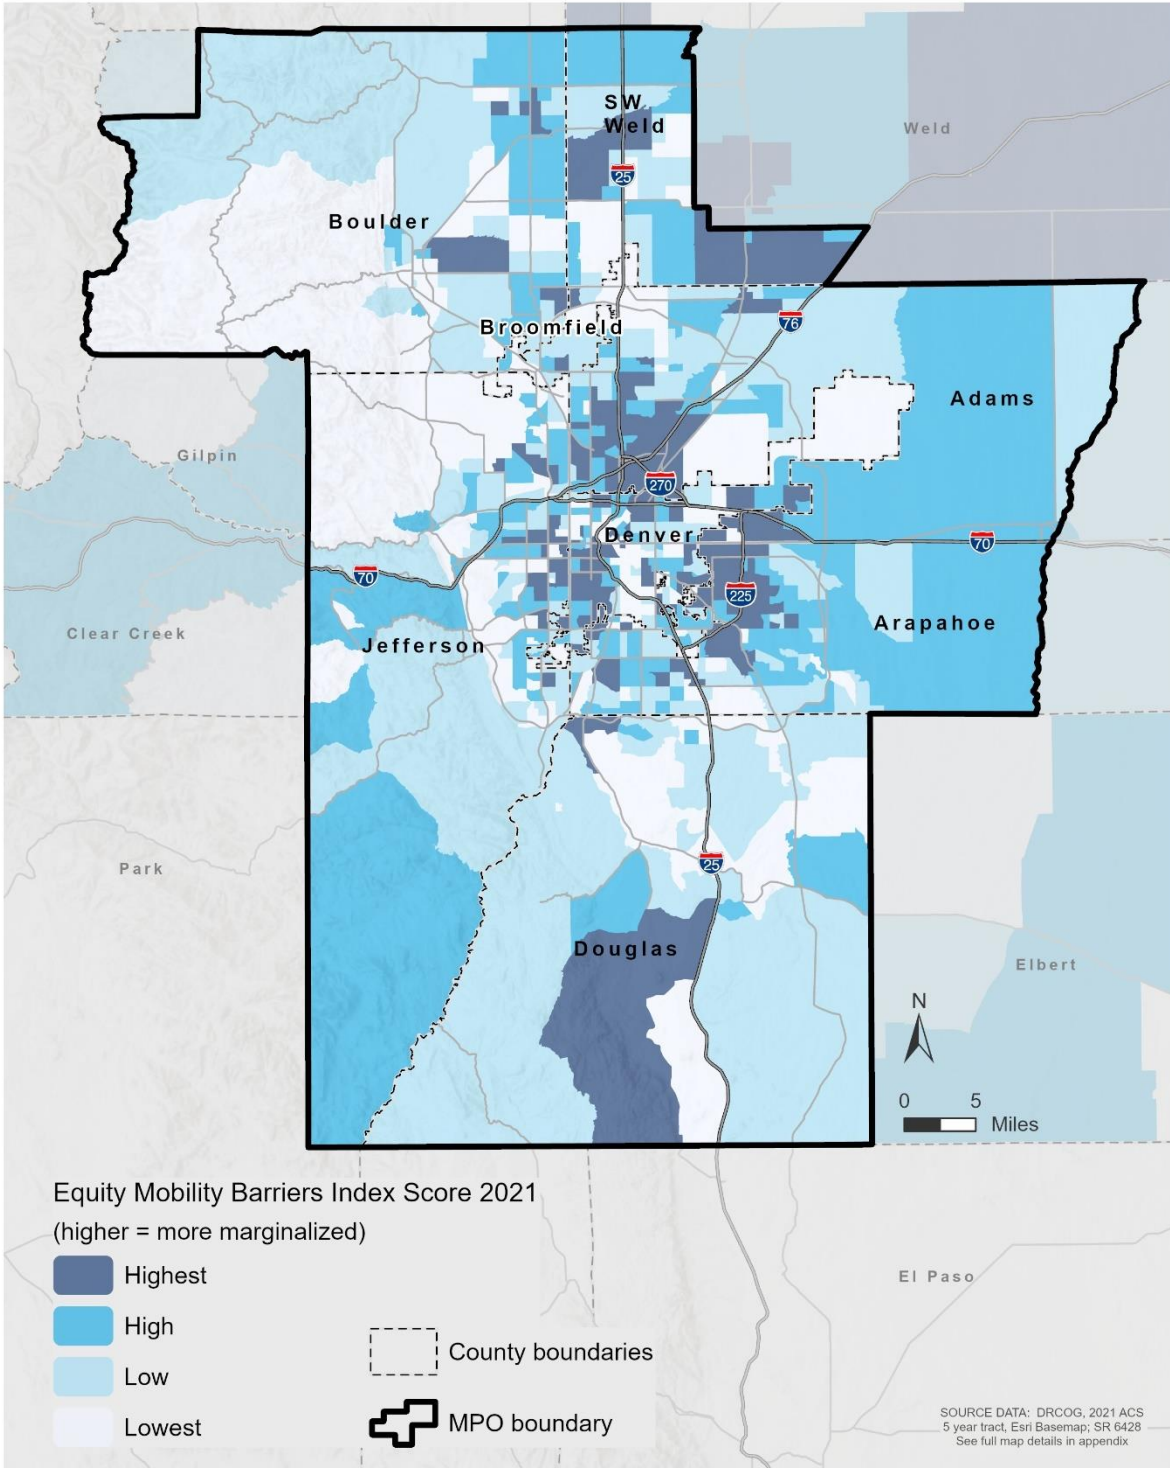 SW
Weld
Weld
25
Boulder
Broomfield
76
Adams
Gilpin
270
Denver
70
70
225
Clear Creek
Jefferson
Arapahoe
25
Park
Douglas
Elbert
N
0 5
Miles
Equity Mobility Barriers Index Score 2021
(higher = more marginalized)
Highest
High
Low
Lowest
County boundaries
MPO boundary
El Paso
SOURCE DATA: DRCOG, 2021 ACS
5 year tract, Esri Basemap; SR 6428
See full map details in appendix